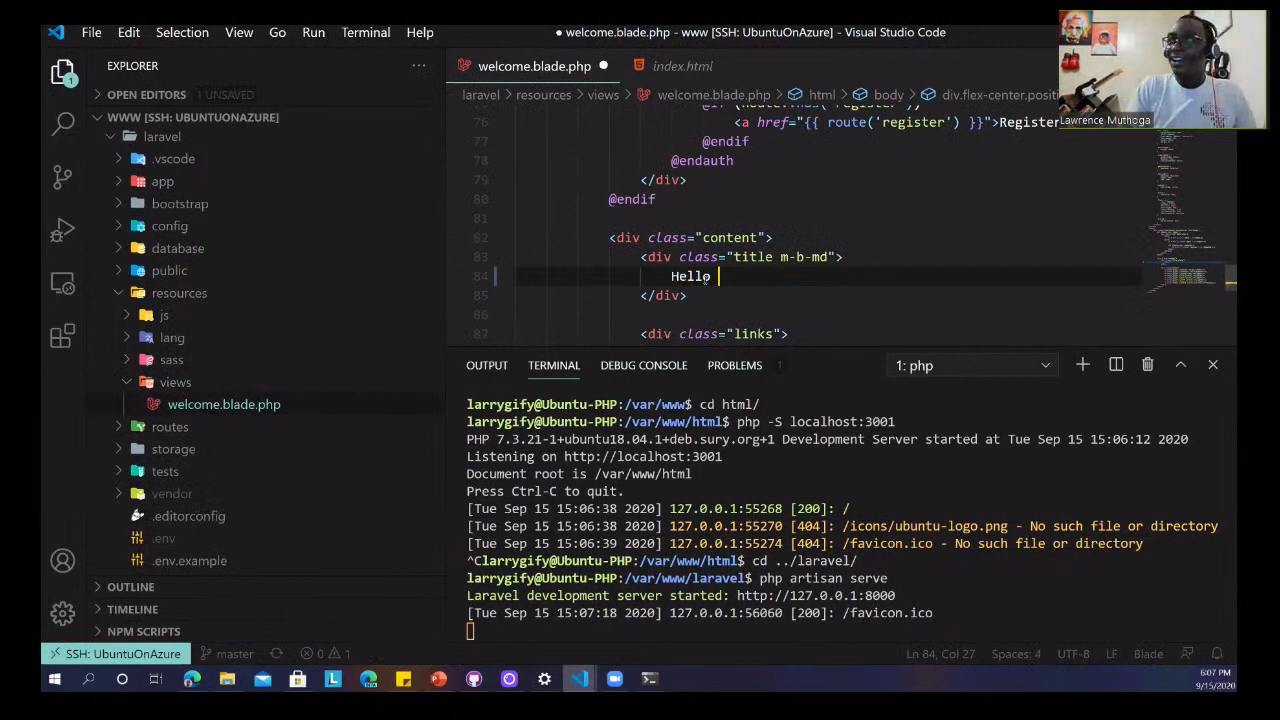 File Edit Selection View Go Run Terminal Help
● welcome.blade.php - www [SSH: UbuntuOnAzure] - Visual Studio Code
Lawrence Muthoga
EXPLORER ···
1
OPEN EDITORS 1 UNSAVED
WWW [SSH: UBUNTUONAZURE]
laravel
.vscode
app
bootstrap
config
database
public
resources
js
lang
sass
views
welcome.blade.php
routes
storage
tests
vendor
.editorconfig
.env
.env.example
OUTLINE
TIMELINE
NPM SCRIPTS
welcome.blade.php ● index.html
laravel > resources > views > welcome.blade.php > html > body > div.flex-center.positi
76 <a href="{{ route('register') }}">Register
77 @endif
78 @endauth
79 </div>
80 @endif
81
82 <div class="content">
83 <div class="title m-b-md">
84 Hello
85 </div>
86
87 <div class="links">
OUTPUT TERMINAL DEBUG CONSOLE PROBLEMS 1 1: php
larrygify@Ubuntu-PHP:/var/www$ cd html/
larrygify@Ubuntu-PHP:/var/www/html$ php -S localhost:3001
PHP 7.3.21-1+ubuntu18.04.1+deb.sury.org+1 Development Server started at Tue Sep 15 15:06:12 2020
Listening on http://localhost:3001
Document root is /var/www/html
Press Ctrl-C to quit.
[Tue Sep 15 15:06:38 2020] 127.0.0.1:55268 [200]: /
[Tue Sep 15 15:06:38 2020] 127.0.0.1:55270 [404]: /icons/ubuntu-logo.png - No such file or directory
[Tue Sep 15 15:06:39 2020] 127.0.0.1:55274 [404]: /favicon.ico - No such file or directory
^Clarrygify@Ubuntu-PHP:/var/www/html$ cd ../laravel/
larrygify@Ubuntu-PHP:/var/www/laravel$ php artisan serve
Laravel development server started: http://127.0.0.1:8000
[Tue Sep 15 15:07:18 2020] 127.0.0.1:56060 [200]: /favicon.ico
SSH: UbuntuOnAzure master 0 1 Ln 84, Col 27 Spaces: 4 UTF-8 LF Blade
6:07 PM
9/15/2020